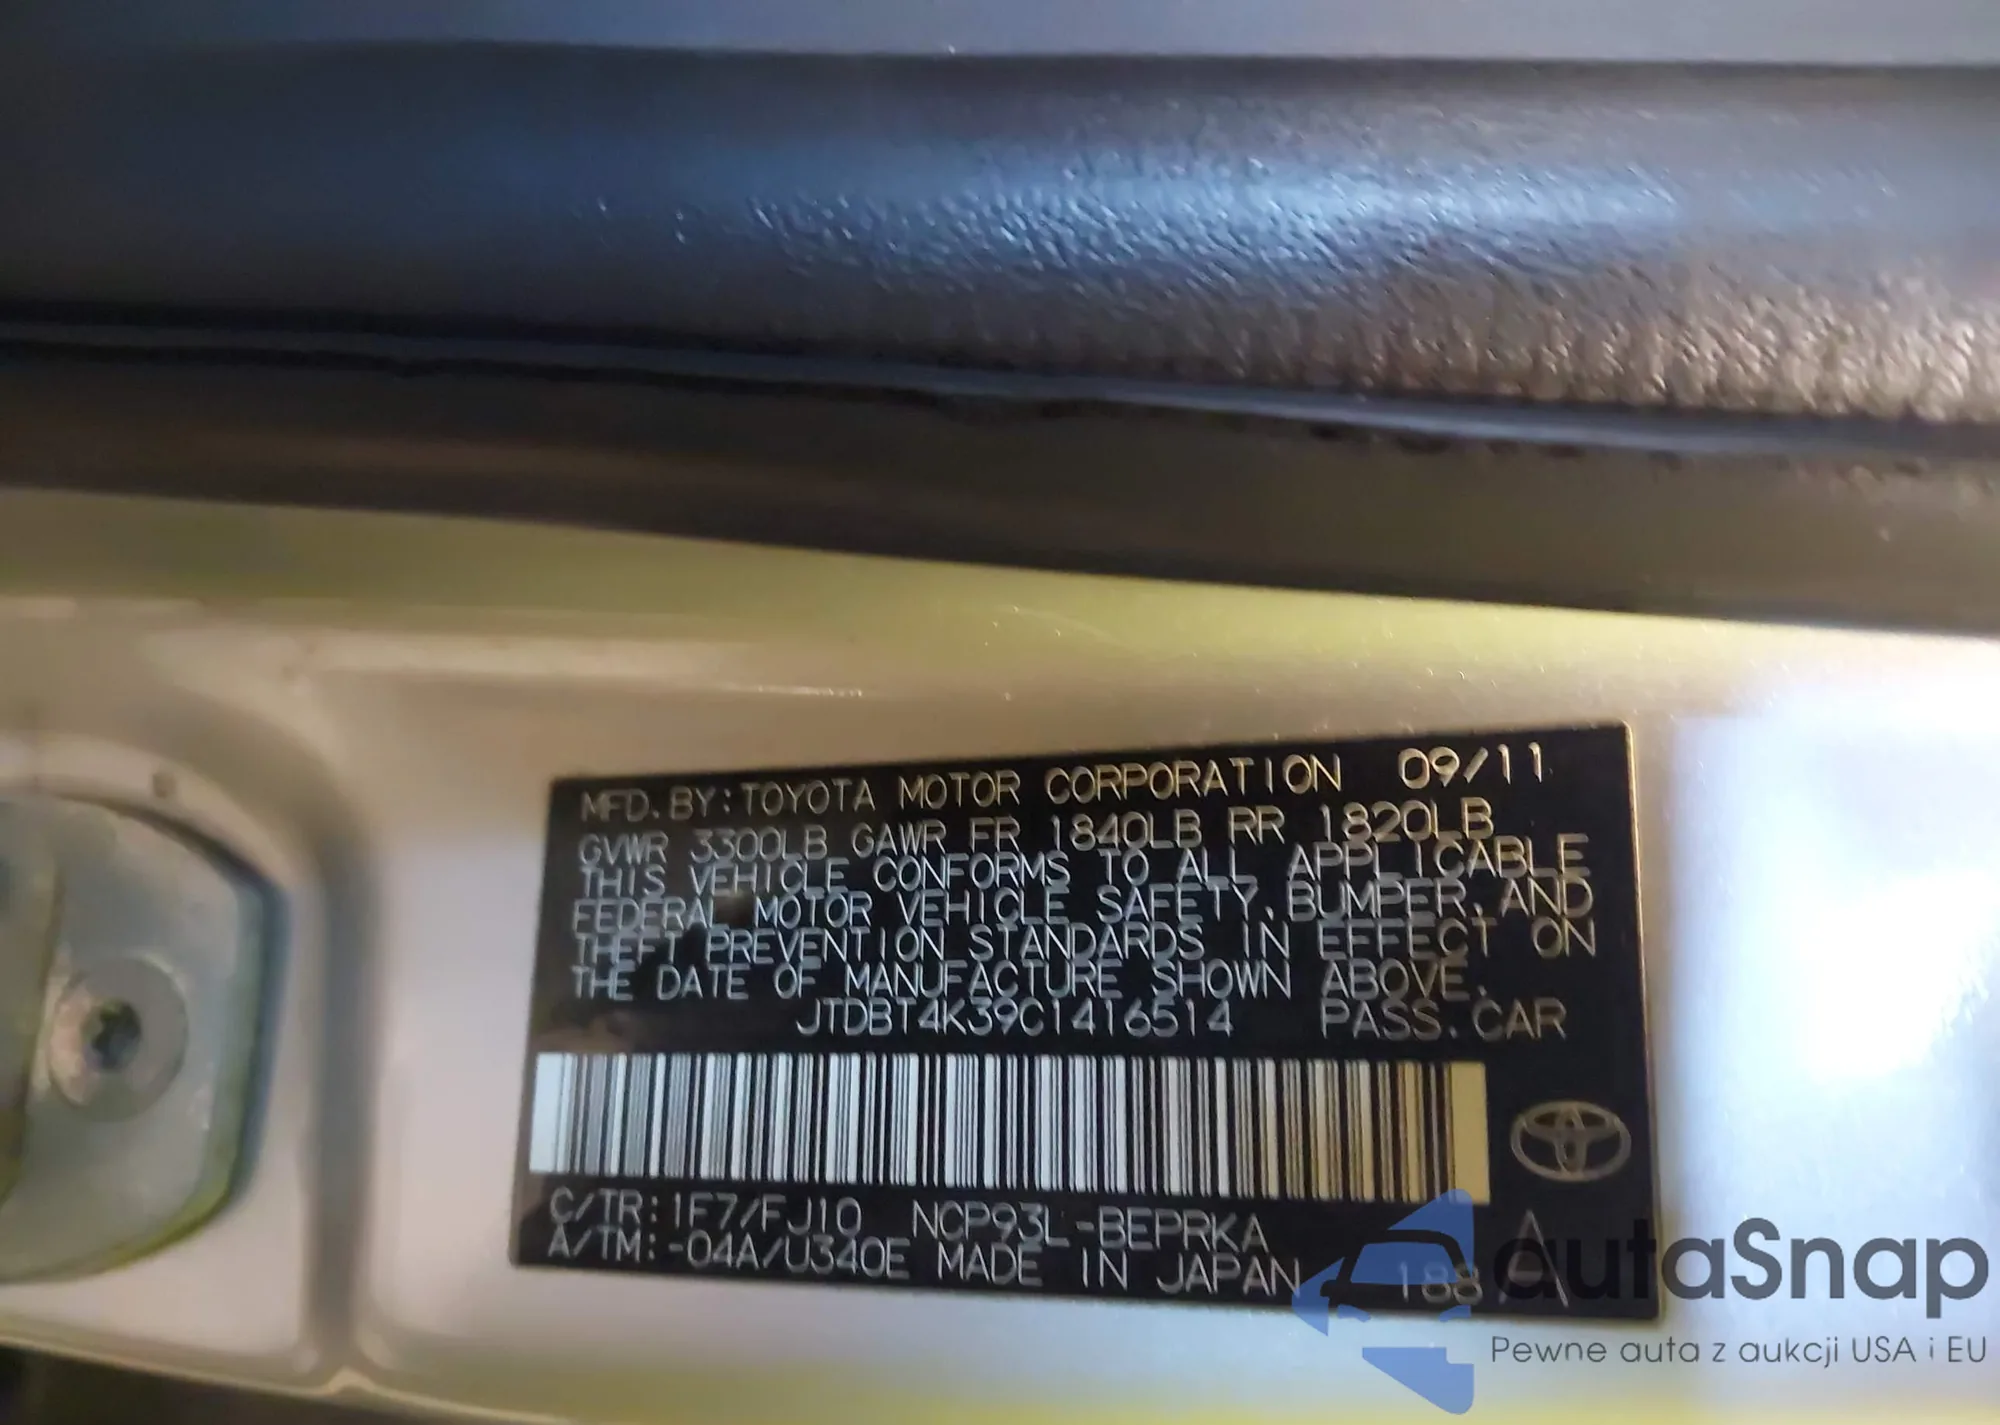 MFD.BY:TOYOTA MOTOR CORPORATION 09/11
GVWR 3300LB GAWR FR 1840LB RR 1820LB
THIS VEHICLE CONFORMS TO ALL APPLICABLE
FEDERAL MOTOR VEHICLE SAFETY, BUMPER, AND
THEFT PREVENTION STANDARDS IN EFFECT ON
THE DATE OF MANUFACTURE SHOWN ABOVE.
JTDBT4K39C1416514 PASS.CAR
C/TR:1F7/FJ10 NCP93L-BEPRKA
A/TM:-04A/U340E MADE IN JAPAN 188
autaSnap
Pewne auta z aukcji USA i EU